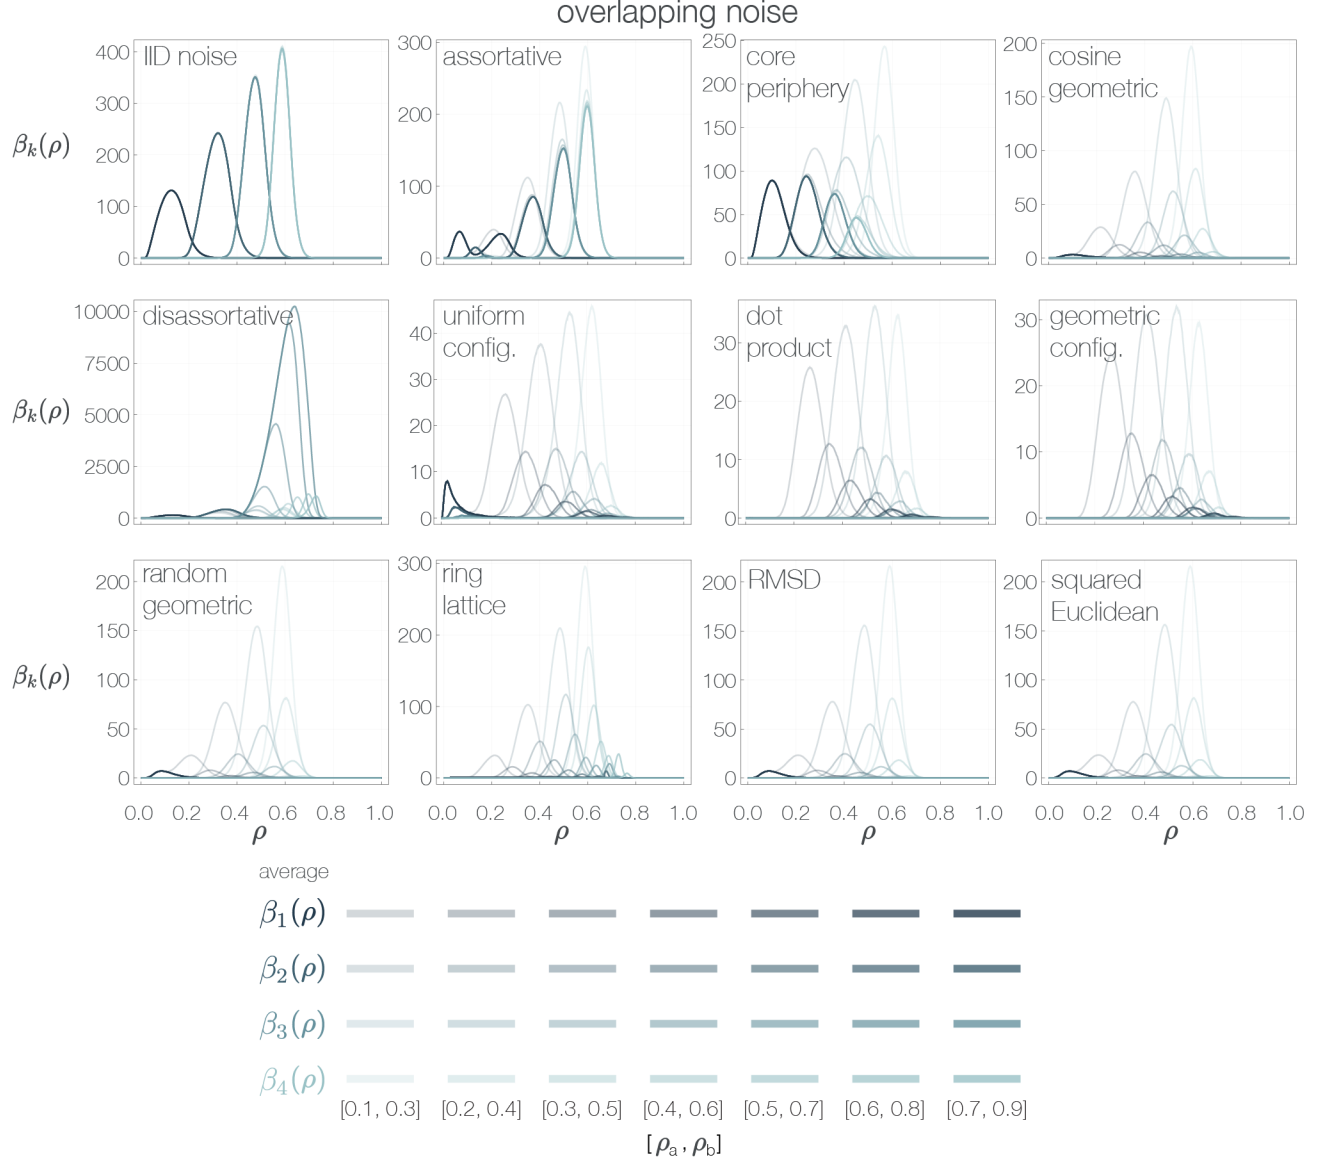 overlapping noise
IID noise
assortative
core
periphery
cosine
geometric
β_k(ρ)
400
300
200
100
0
300
200
100
0
250
200
150
100
50
0
200
150
100
50
0
disassortative
uniform
config.
dot
product
geometric
config.
β_k(ρ)
10000
7500
5000
2500
0
40
30
20
10
0
30
20
10
0
30
20
10
0
random
geometric
ring
lattice
RMSD
squared
Euclidean
β_k(ρ)
200
150
100
50
0
300
200
100
0
200
150
100
50
0
200
150
100
50
0
0.0 0.2 0.4 0.6 0.8 1.0
0.0 0.2 0.4 0.6 0.8 1.0
0.0 0.2 0.4 0.6 0.8 1.0
0.0 0.2 0.4 0.6 0.8 1.0
ρ ρ ρ ρ
average
β₁(ρ)
β₂(ρ)
β₃(ρ)
β₄(ρ)
[0.1, 0.3] [0.2, 0.4] [0.3, 0.5] [0.4, 0.6] [0.5, 0.7] [0.6, 0.8] [0.7, 0.9]
[ρₐ, ρ_b]